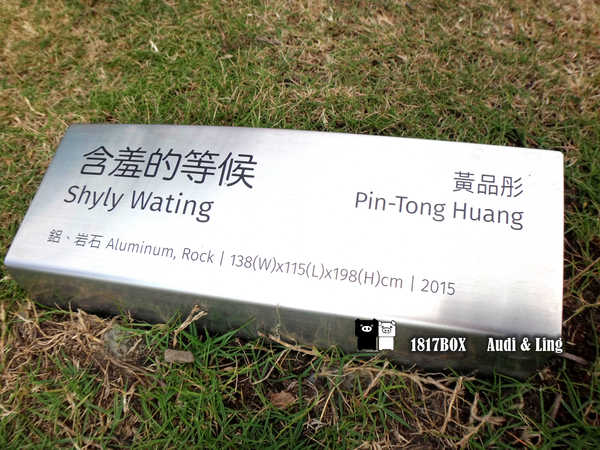 含羞的等候
Shyly Wating
黃品彤
Pin-Tong Huang
鋁、岩石 Aluminum, Rock | 138(W)x115(L)x198(H)cm | 2015
1817BOX Audi & Ling